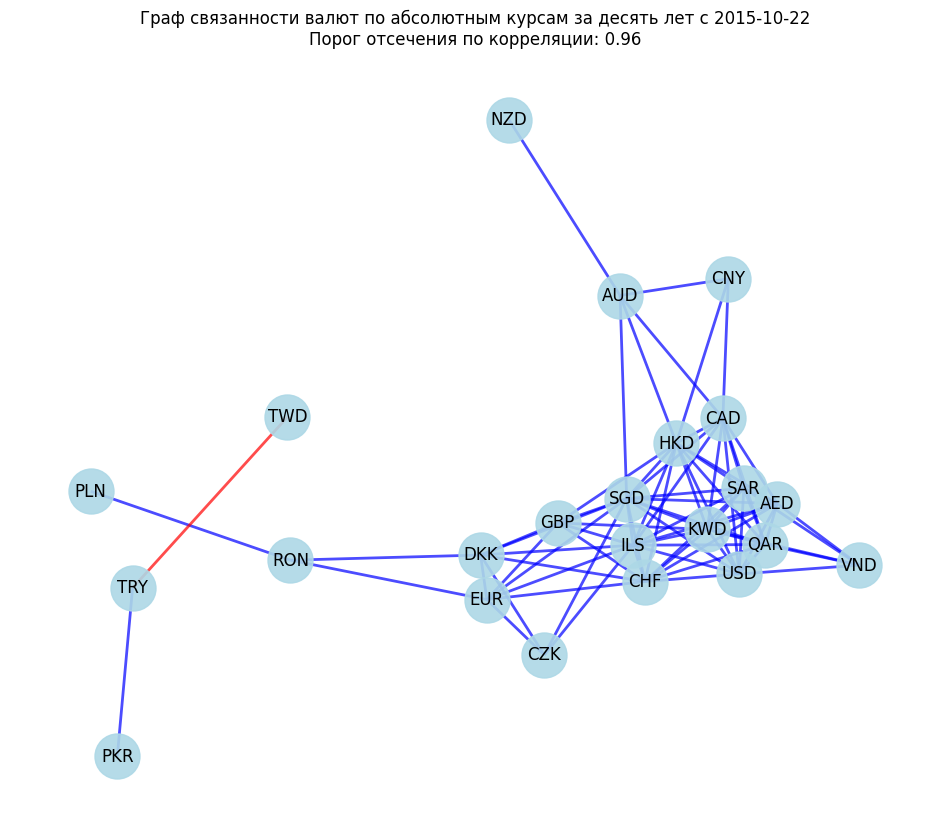 Граф связанности валют по абсолютным курсам за десять лет с 2015-10-22
Порог отсечения по корреляции: 0.96
NZD
CNY
AUD
TWD
CAD
HKD
PLN
SAR
SGD
AED
GBP
KWD
ILS
QAR
DKK
RON
VND
USD
CHF
TRY
EUR
CZK
PKR